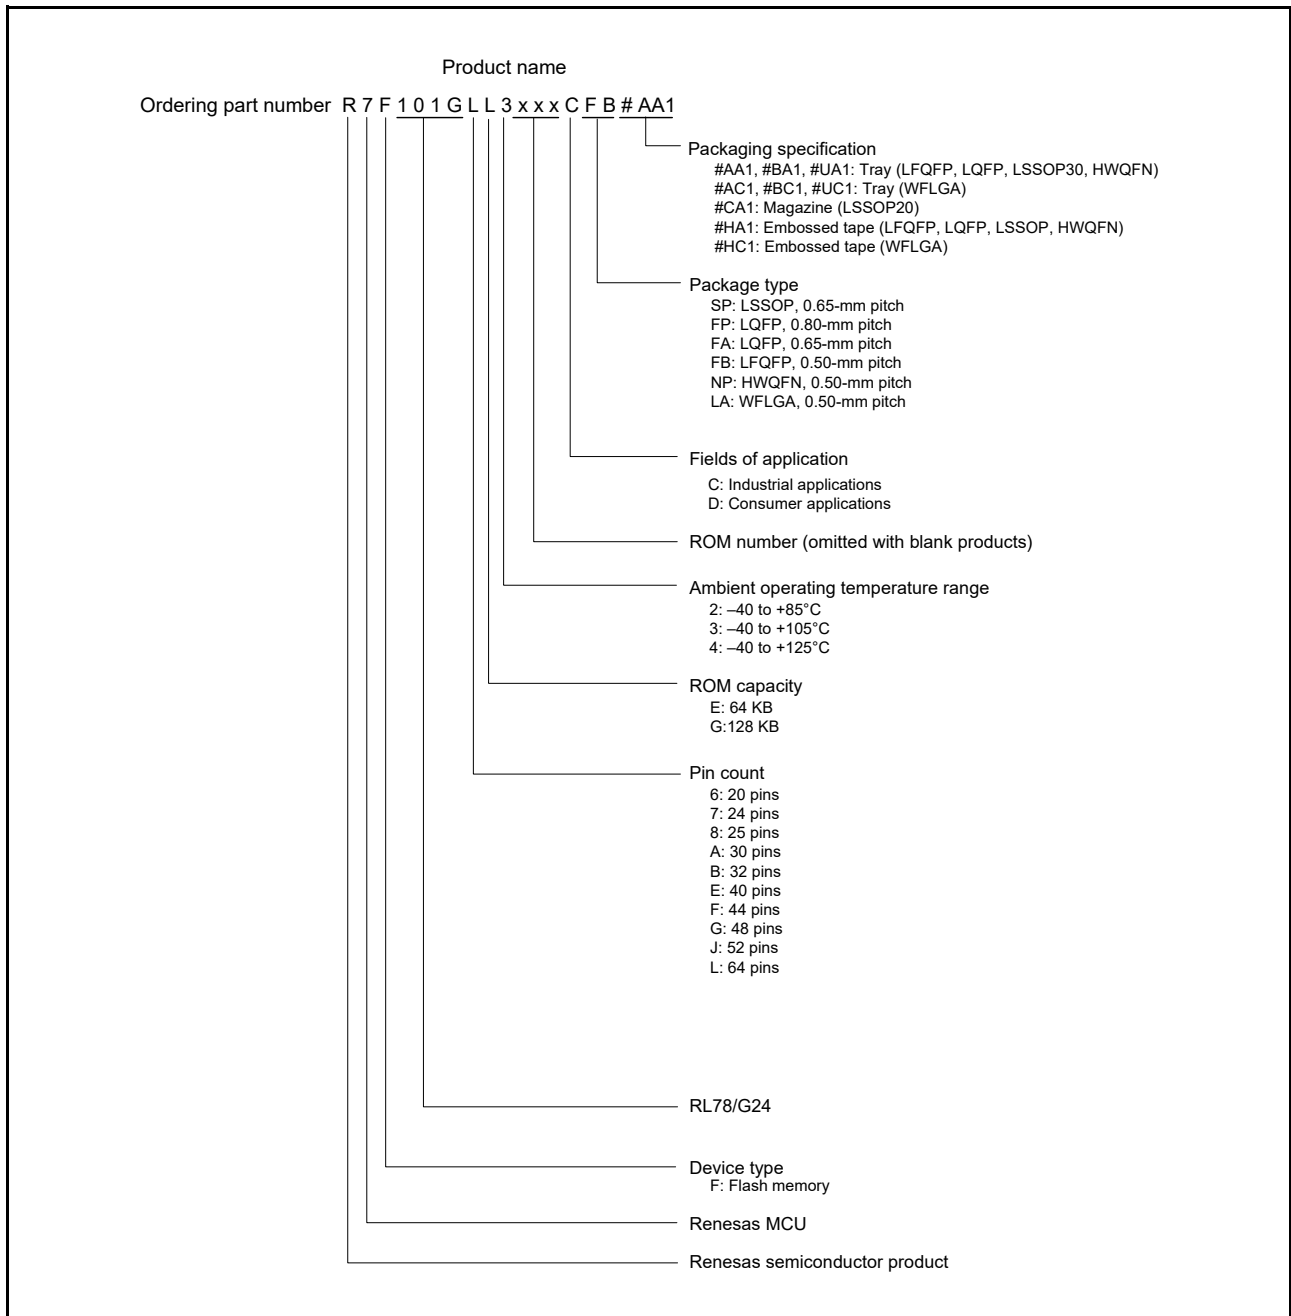 Product name
Ordering part number R 7 F 1 0 1 G L L 3 x x x C F B # AA1
Packaging specification
#AA1, #BA1, #UA1: Tray (LFQFP, LQFP, LSSOP30, HWQFN)
#AC1, #BC1, #UC1: Tray (WFLGA)
#CA1: Magazine (LSSOP20)
#HA1: Embossed tape (LFQFP, LQFP, LSSOP, HWQFN)
#HC1: Embossed tape (WFLGA)
Package type
SP: LSSOP, 0.65-mm pitch
FP: LQFP, 0.80-mm pitch
FA: LQFP, 0.65-mm pitch
FB: LFQFP, 0.50-mm pitch
NP: HWQFN, 0.50-mm pitch
LA: WFLGA, 0.50-mm pitch
Fields of application
C: Industrial applications
D: Consumer applications
ROM number (omitted with blank products)
Ambient operating temperature range
2: –40 to +85°C
3: –40 to +105°C
4: –40 to +125°C
ROM capacity
E: 64 KB
G:128 KB
Pin count
6: 20 pins
7: 24 pins
8: 25 pins
A: 30 pins
B: 32 pins
E: 40 pins
F: 44 pins
G: 48 pins
J: 52 pins
L: 64 pins
RL78/G24
Device type
F: Flash memory
Renesas MCU
Renesas semiconductor product